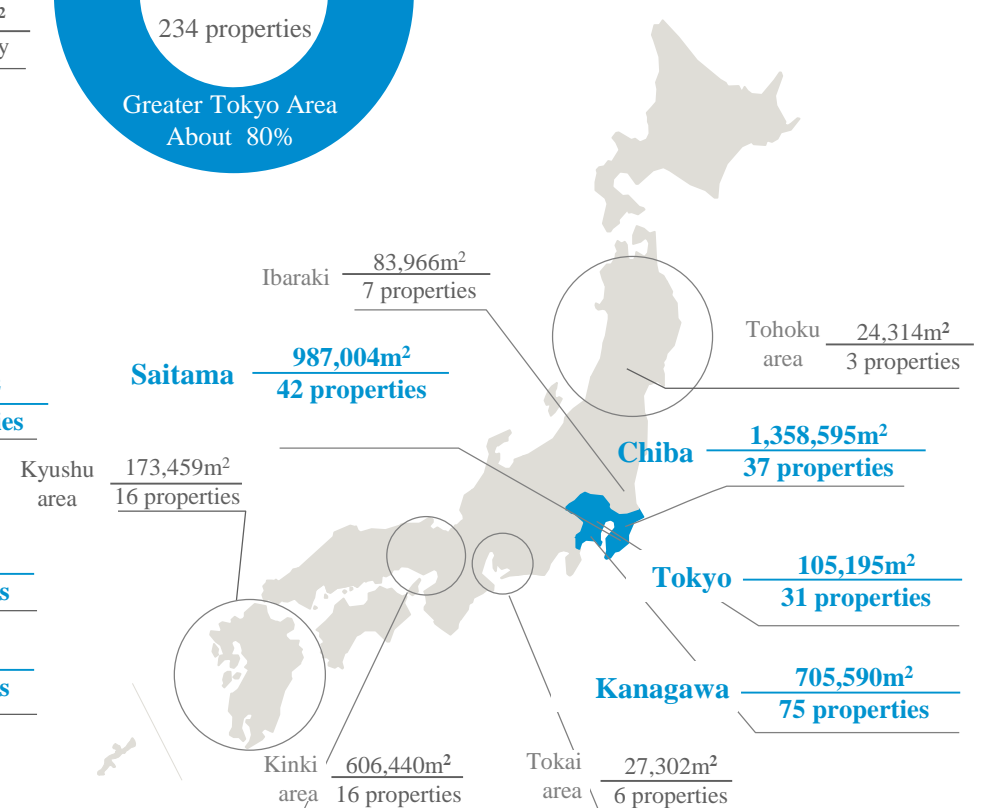 234 properties
Greater Tokyo Area
About 80%
Ibaraki
83,966m²
7 properties
Tohoku
area
24,314m²
3 properties
Saitama
987,004m²
42 properties
Chiba
1,358,595m²
37 properties
Kyushu
area
173,459m²
16 properties
Tokyo
105,195m²
31 properties
Kanagawa
705,590m²
75 properties
Kinki
area
606,440m²
16 properties
Tokai
area
27,302m²
6 properties